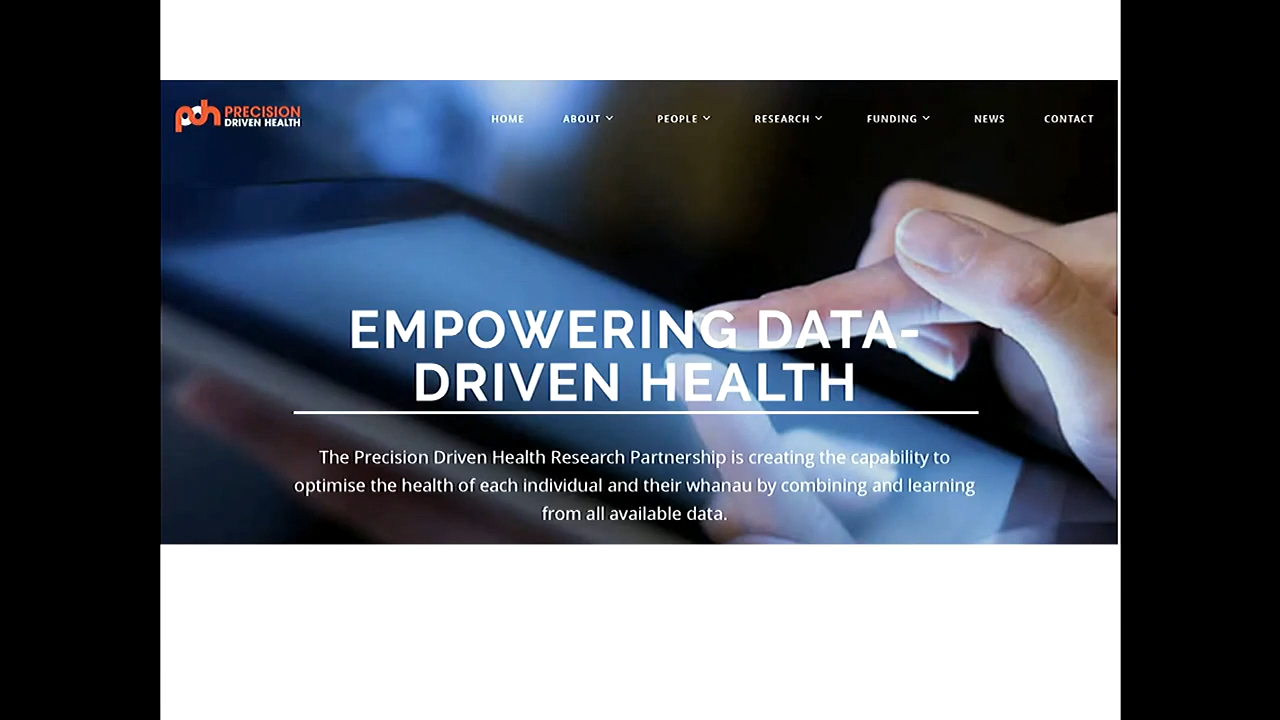 pdh PRECISION
DRIVEN HEALTH
HOME ABOUT PEOPLE RESEARCH FUNDING NEWS CONTACT
EMPOWERING DATA-
DRIVEN HEALTH
The Precision Driven Health Research Partnership is creating the capability to
optimise the health of each individual and their whanau by combining and learning
from all available data.